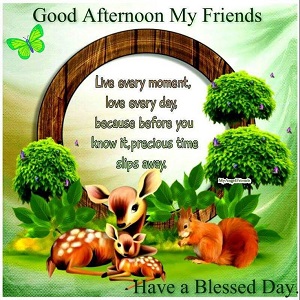 Good Afternoon My Friends
Live every moment,
love every day,
because before you
know it,precious time
slips away.
Have a Blessed Day.